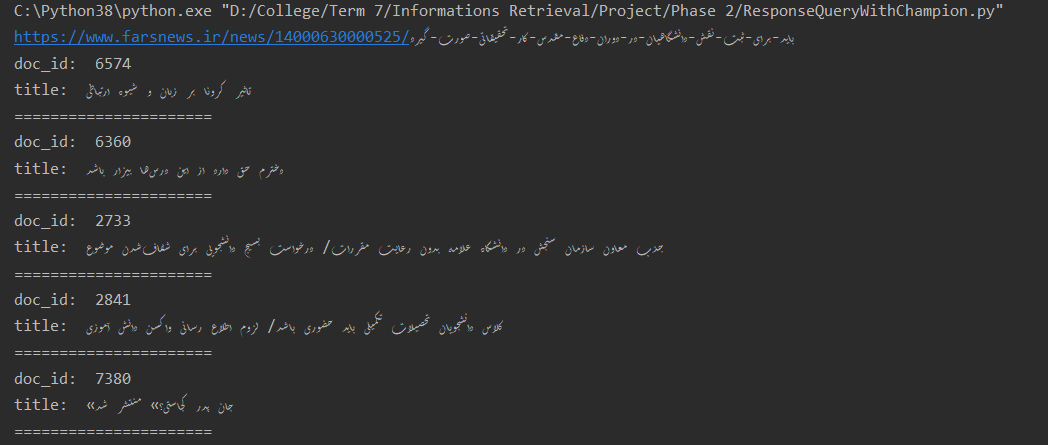 C:\Python38\python.exe "D:/College/Term 7/Informations Retrieval/Project/Phase 2/ResponseQueryWithChampion.py"
https://www.farsnews.ir/news/14000630000525/باید-برای-ثبت-نقش-دانشگاهیان-در-دوران-دفاع-مقدس-کار-تحقیقاتی-صورت-گیرد
doc_id:  6574
title:  تاثیر کرونا بر زبان و شیوه ارتباطی
======================
doc_id:  6360
title:  دخترم حق دارد از این درس‌ها بیزار باشد
======================
doc_id:  2733
title:  جذب معاون سازمان سنجش در دانشگاه علامه بدون رعایت مقررات/ درخواست بسیج دانشجویی برای شفاف‌شدن موضوع
======================
doc_id:  2841
title:  کلاس دانشجویان تحصیلات تکمیلی باید حضوری باشد/ لزوم اطلاع رسانی واکسن دانش آموزی
======================
doc_id:  7380
title:  «جان پدر کجاستی؟» منتشر شد
======================